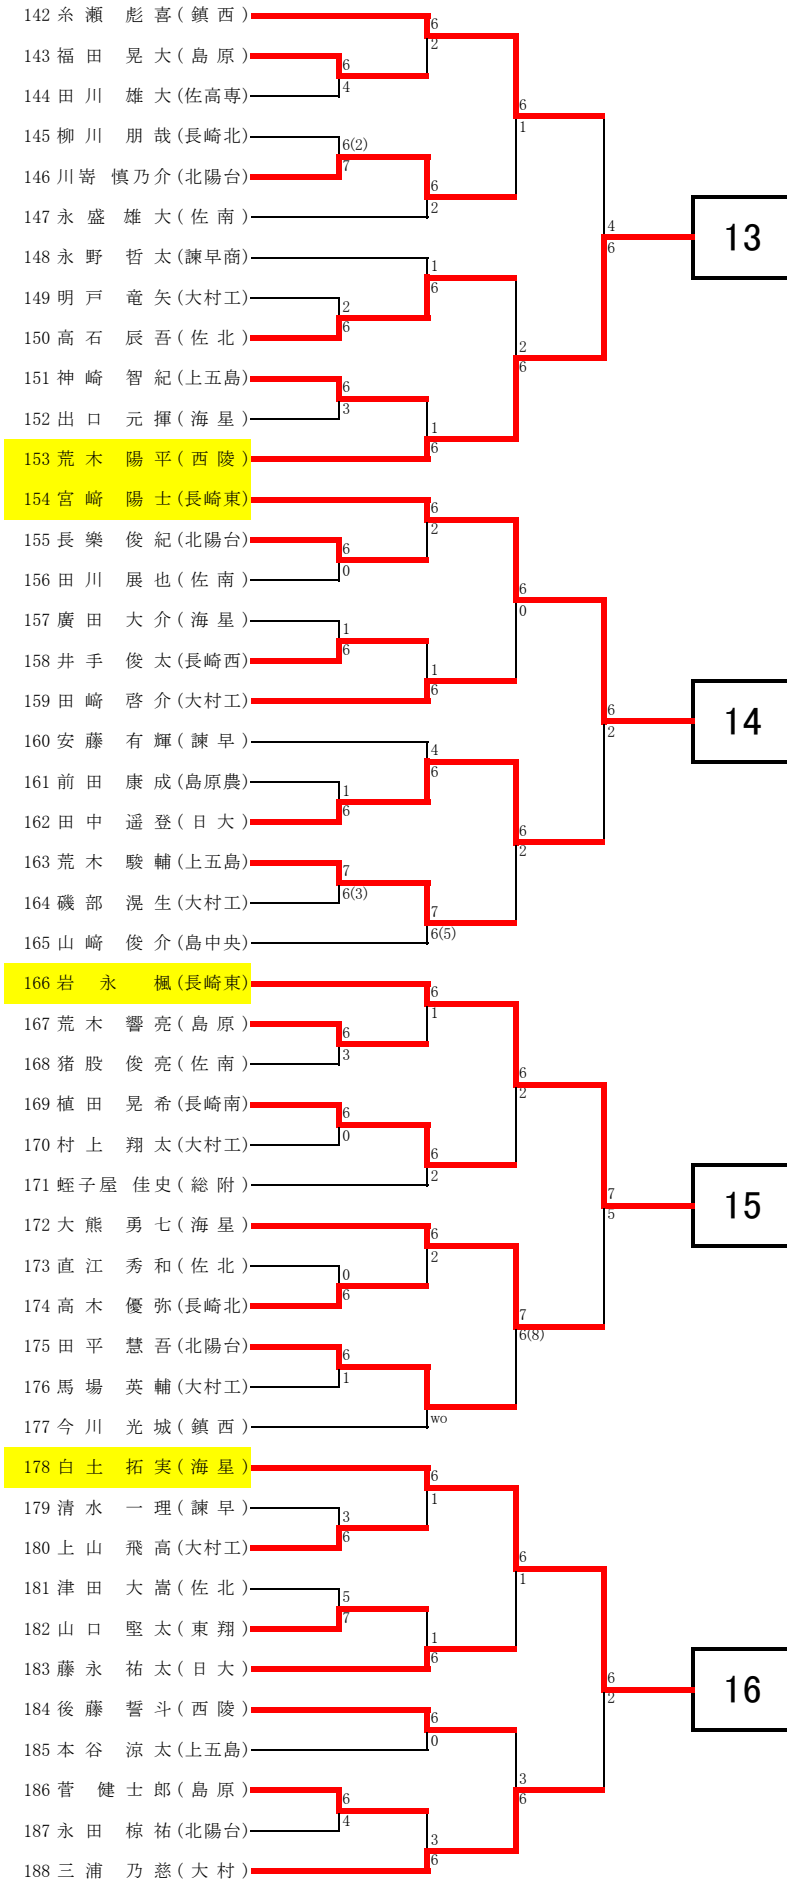 142 糸瀬 彪喜 (鎮西)
6
2
143 福田 晃大 (島原)
6
4
144 田川 雄大 (佐高専)
6
1
145 柳川 朋哉 (長崎北)
6(2)
7
146 川嵜 慎乃介 (北陽台)
6
2
147 永盛 雄大 (佐南)
4
6
13
148 永野 哲太 (諫早商)
1
6
149 明戸 竜矢 (大村工)
2
6
150 高石 辰吾 (佐北)
2
6
151 神崎 智紀 (上五島)
6
3
152 出口 元揮 (海星)
1
6
153 荒木 陽平 (西陵)
154 宮﨑 陽士 (長崎東)
6
2
155 長樂 俊紀 (北陽台)
6
0
156 田川 展也 (佐南)
6
0
157 廣田 大介 (海星)
1
6
158 井手 俊太 (長崎西)
1
6
159 田﨑 啓介 (大村工)
6
2
14
160 安藤 有輝 (諫早)
4
6
161 前田 康成 (島原農)
1
6
162 田中 遥登 (日大)
6
2
163 荒木 駿輔 (上五島)
7
6(3)
164 磯部 滉生 (大村工)
7
6(5)
165 山﨑 俊介 (島中央)
166 岩永 楓 (長崎東)
6
1
167 荒木 響亮 (島原)
6
3
168 猪股 俊亮 (佐南)
6
2
169 植田 晃希 (長崎南)
6
0
170 村上 翔太 (大村工)
6
2
171 蛭子屋 佳史 (総附)
7
5
15
172 大熊 勇七 (海星)
6
2
173 直江 秀和 (佐北)
0
6
174 高木 優弥 (長崎北)
7
6(8)
175 田平 慧吾 (北陽台)
6
1
176 馬場 英輔 (大村工)
wo
177 今川 光城 (鎮西)
178 白土 拓実 (海星)
6
1
179 清水 一理 (諫早)
3
6
180 上山 飛高 (大村工)
6
1
181 津田 大嵩 (佐北)
5
7
182 山口 堅太 (東翔)
1
6
183 藤永 祐太 (日大)
6
2
16
184 後藤 誓斗 (西陵)
6
0
185 本谷 涼太 (上五島)
3
6
186 菅 健士郎 (島原)
6
4
187 永田 椋祐 (北陽台)
3
6
188 三浦 乃慈 (大村)